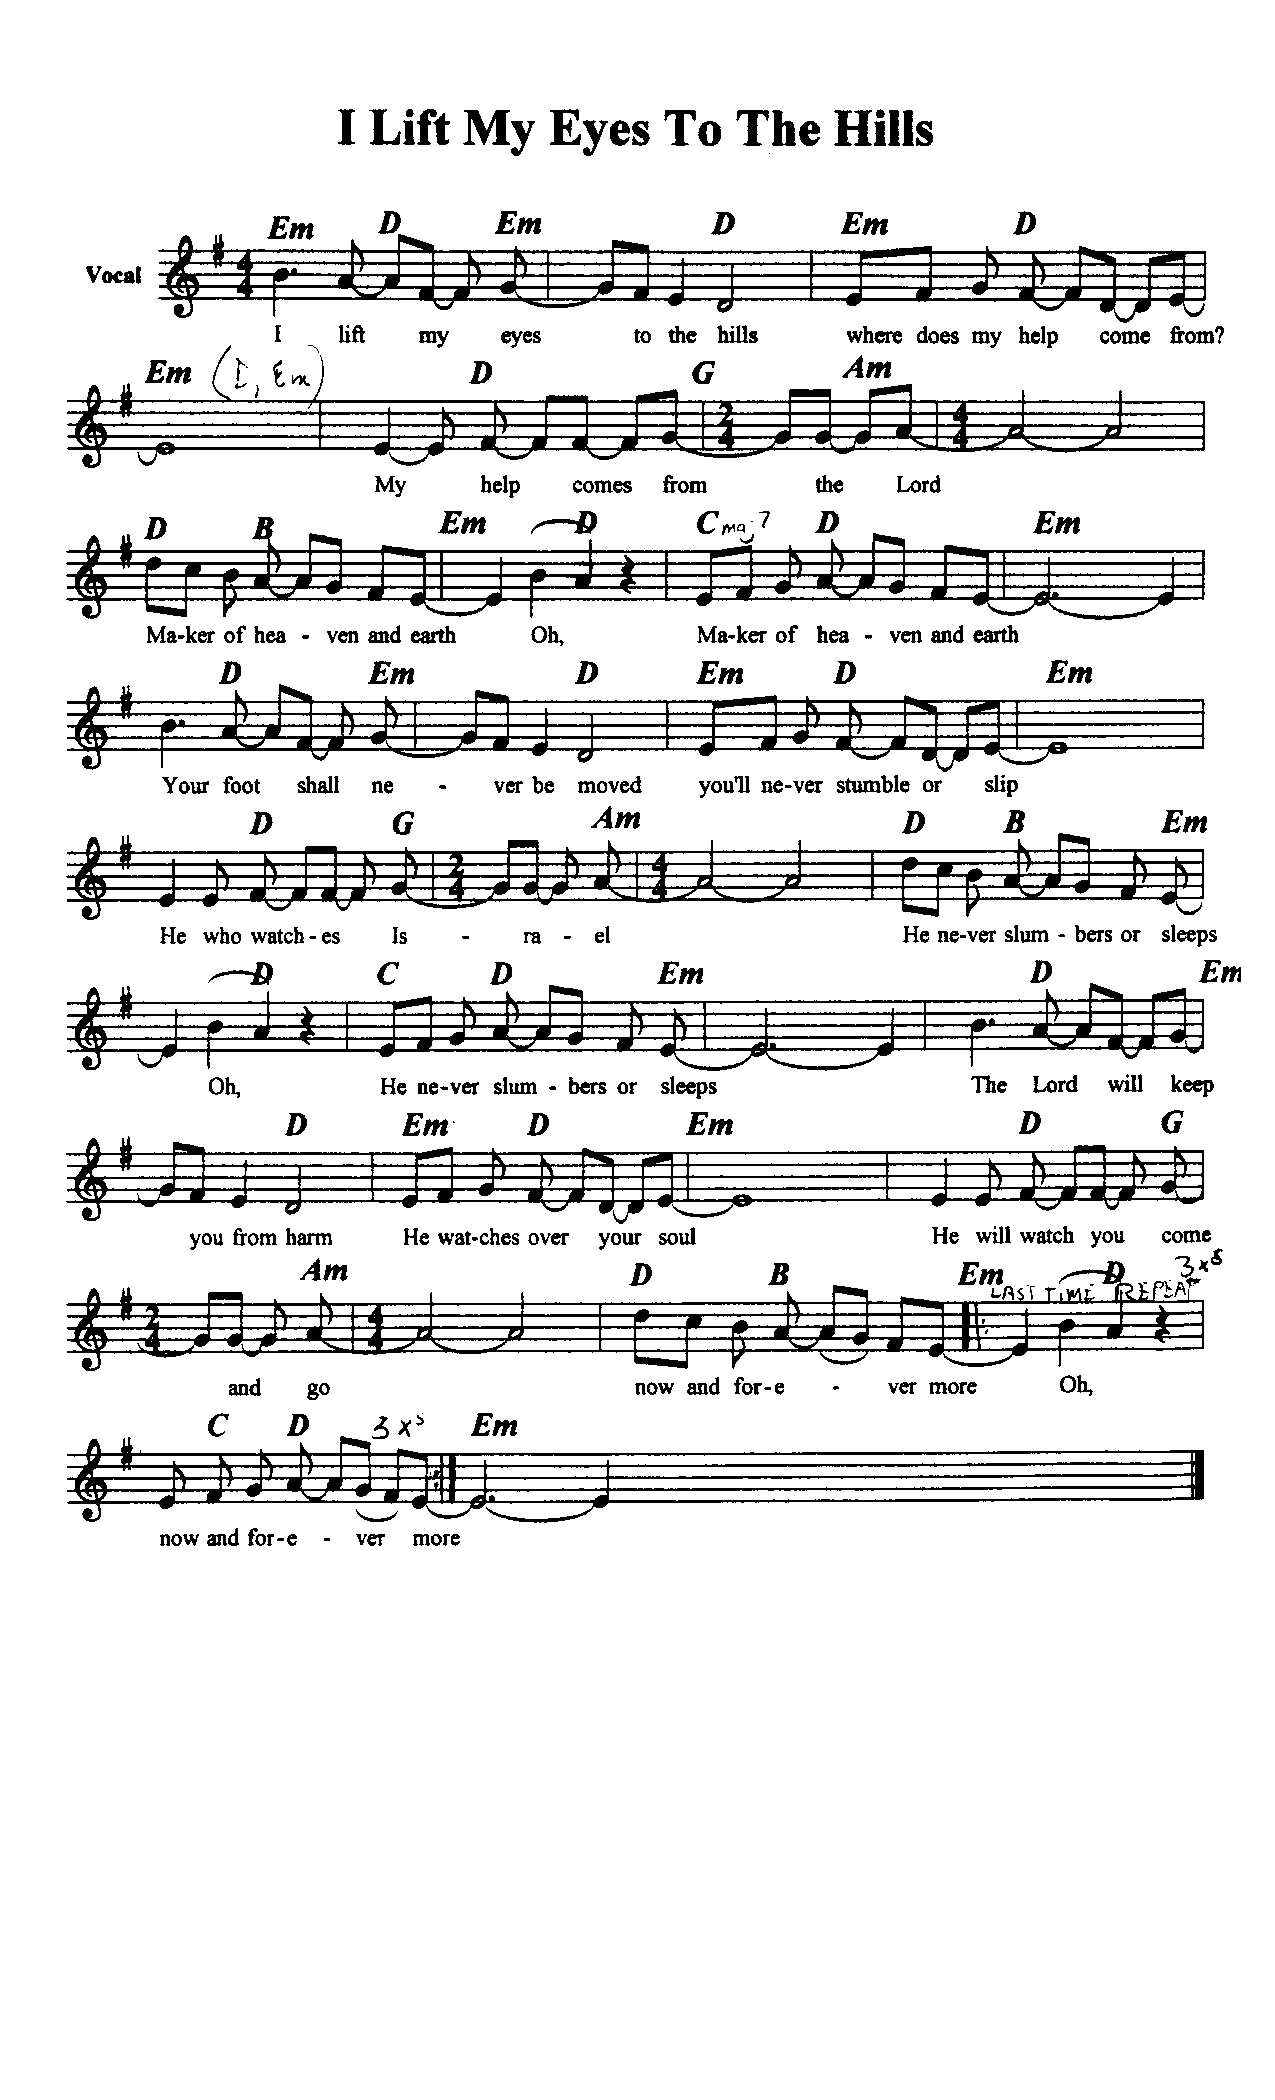 I Lift My Eyes To The Hills
Em D Em D Em D
Vocal
4 4
I lift my eyes to the hills where does my help come from?
Em (D, Em) D G Am
2 4 4 4
My help comes from the Lord
D B Em D Cmaj7 D Em
Ma-ker of hea - ven and earth Oh, Ma-ker of hea - ven and earth
D Em D Em D Em
Your foot shall ne - ver be moved you'll ne-ver stumble or slip
D G Am D B Em
2 4 4 4
He who watch-es Is - ra - el He ne-ver slum - bers or sleeps
D C D Em D Em
Oh, He ne-ver slum - bers or sleeps The Lord will keep
D Em D Em D G
you from harm He wat-ches over your soul He will watch you come
Am D B Em D 3xs
LAST TIME REPEAT
2 4 4 4
and go now and for-e - ver more Oh,
C D 3xs Em
now and for-e - ver more